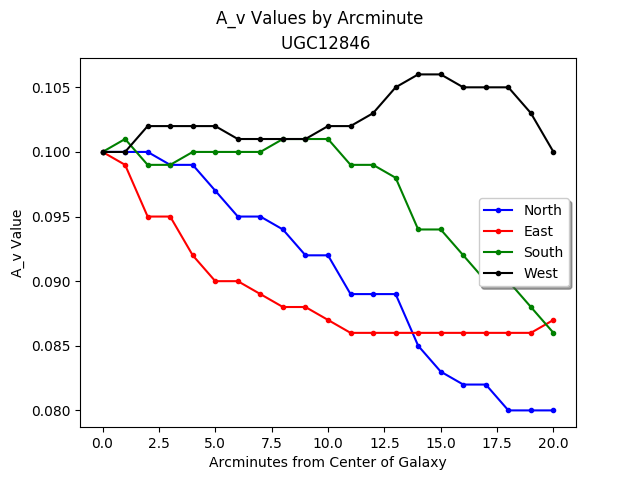 A_v Values by Arcminute
UGC12846
0.105
0.100
0.095
0.090
0.085
0.080
A_v Value
North
East
South
West
0.0 2.5 5.0 7.5 10.0 12.5 15.0 17.5 20.0
Arcminutes from Center of Galaxy